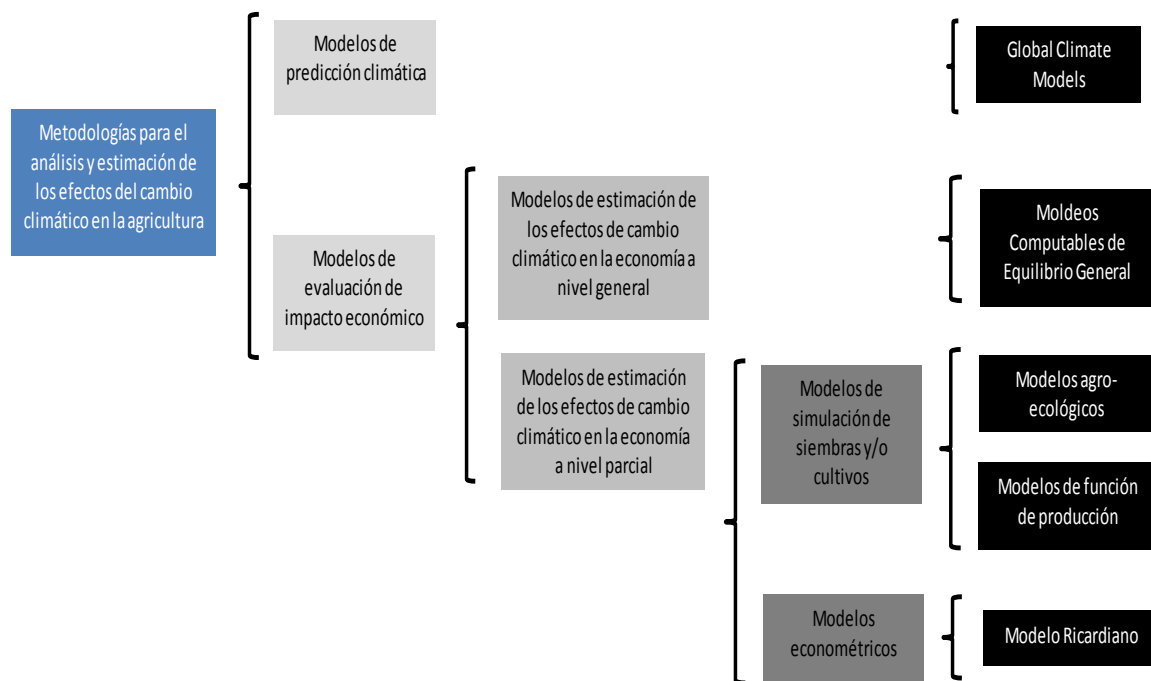 Metodologías para el
análisis y estimación de
los efectos del cambio
climático en la agricultura
Modelos de
predicción climática
Modelos de
evaluación de
impacto económico
Modelos de estimación de
los efectos de cambio
climático en la economía a
nivel general
Modelos de estimación
de los efectos de cambio
climático en la economía
a nivel parcial
Modelos de
simulación de
siembras y/o
cultivos
Modelos
econométricos
Global Climate
Models
Moldeos
Computables de
Equilibrio General
Modelos agro-
ecológicos
Modelos de función
de producción
Modelo Ricardiano